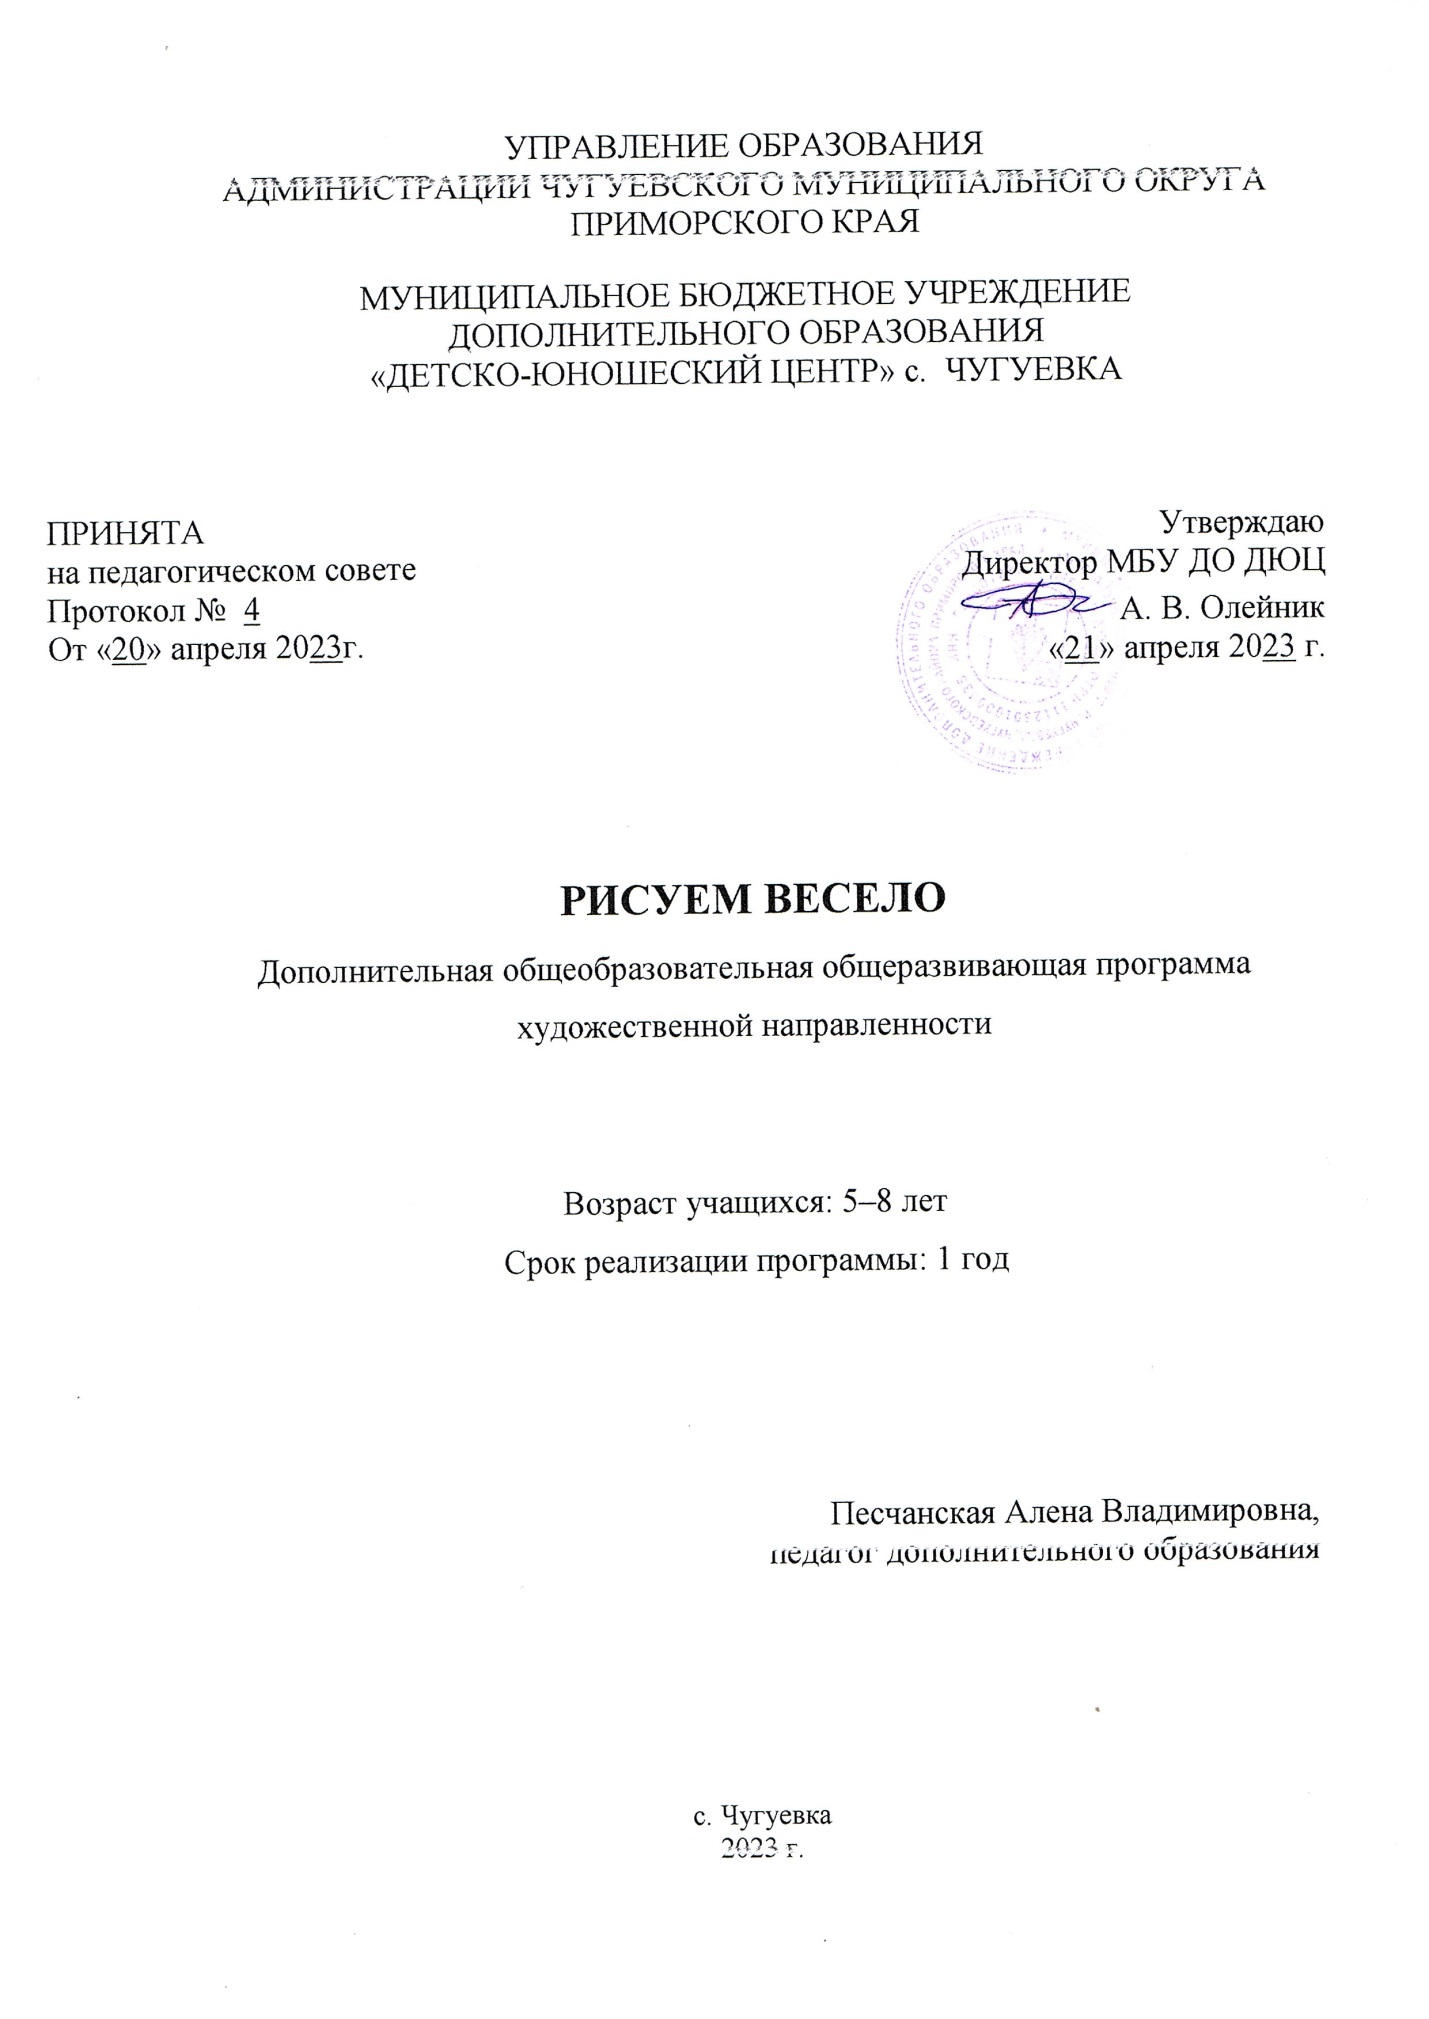 УПРАВЛЕНИЕ ОБРАЗОВАНИЯ
АДМИНИСТРАЦИИ ЧУГУЕВСКОГО МУНИЦИПАЛЬНОГО ОКРУГА
ПРИМОРСКОГО КРАЯ
МУНИЦИПАЛЬНОЕ БЮДЖЕТНОЕ УЧРЕЖДЕНИЕ
ДОПОЛНИТЕЛЬНОГО ОБРАЗОВАНИЯ
«ДЕТСКО-ЮНОШЕСКИЙ ЦЕНТР» с. ЧУГУЕВКА
ПРИНЯТА
на педагогическом совете
Протокол № 4
От «20» апреля 2023г.
Утверждаю
Директор МБУ ДО ДЮЦ
А. В. Олейник
«21» апреля 2023 г.
РИСУЕМ ВЕСЕЛО
Дополнительная общеобразовательная общеразвивающая программа
художественной направленности
Возраст учащихся: 5–8 лет
Срок реализации программы: 1 год
Песчанская Алена Владимировна,
педагог дополнительного образования
с. Чугуевка
2023 г.